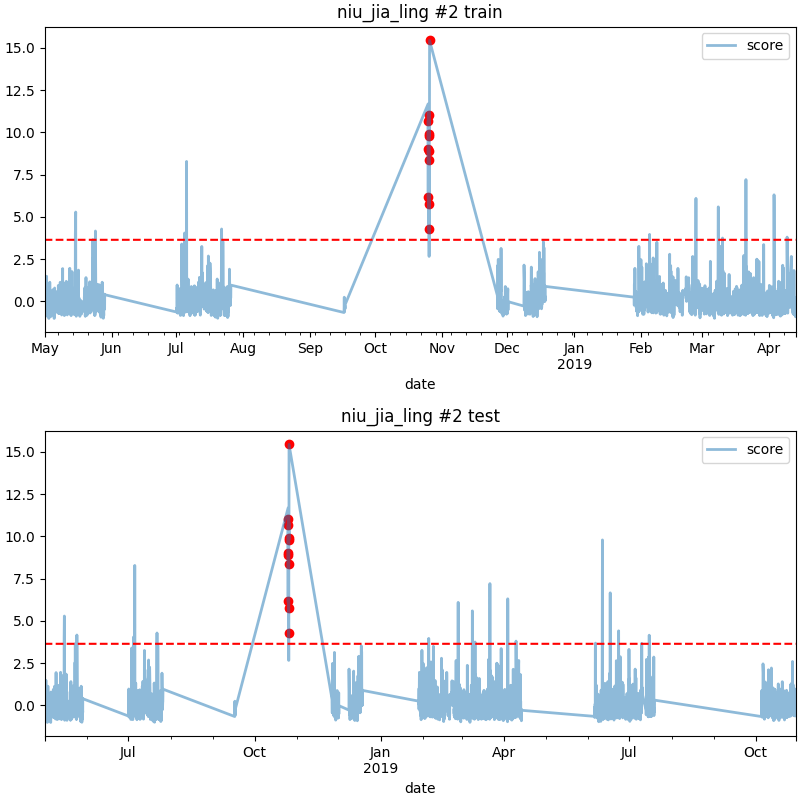 niu_jia_ling #2 train
score
15.0
12.5
10.0
7.5
5.0
2.5
0.0
May Jun Jul Aug Sep Oct Nov Dec Jan Feb Mar Apr
2019
date
niu_jia_ling #2 test
score
15.0
12.5
10.0
7.5
5.0
2.5
0.0
Jul Oct Jan Apr Jul Oct
2019
date